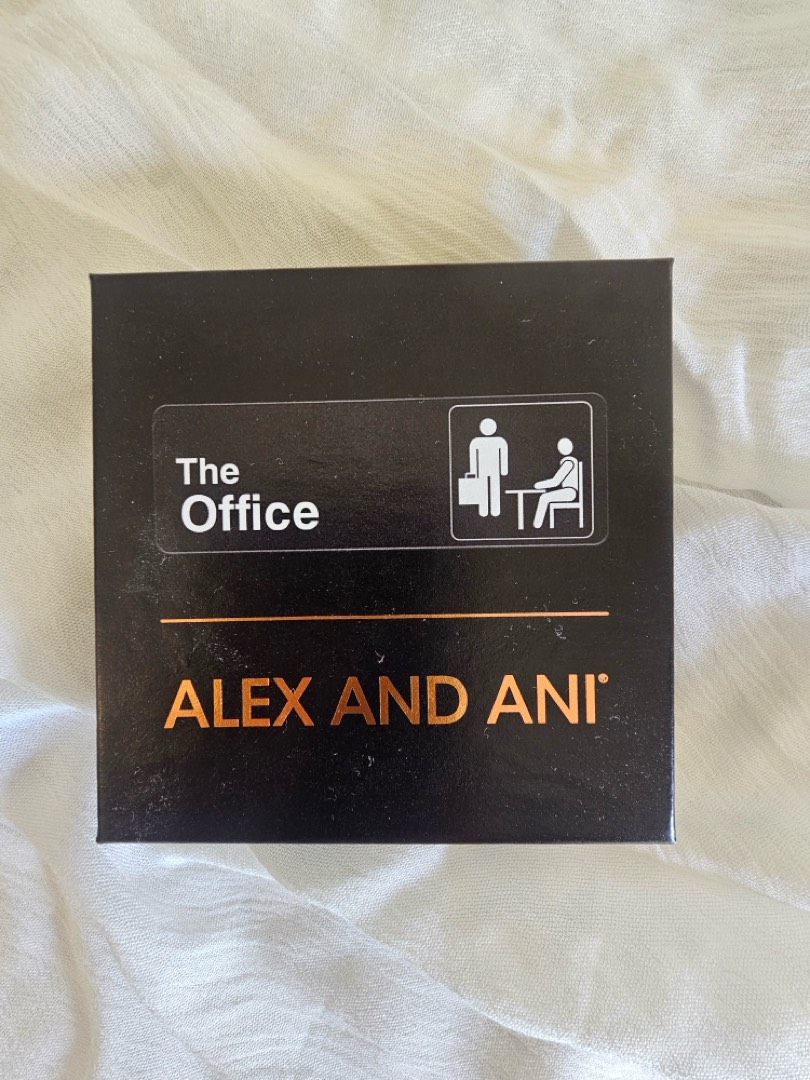 The
Office
ALEX AND ANI®